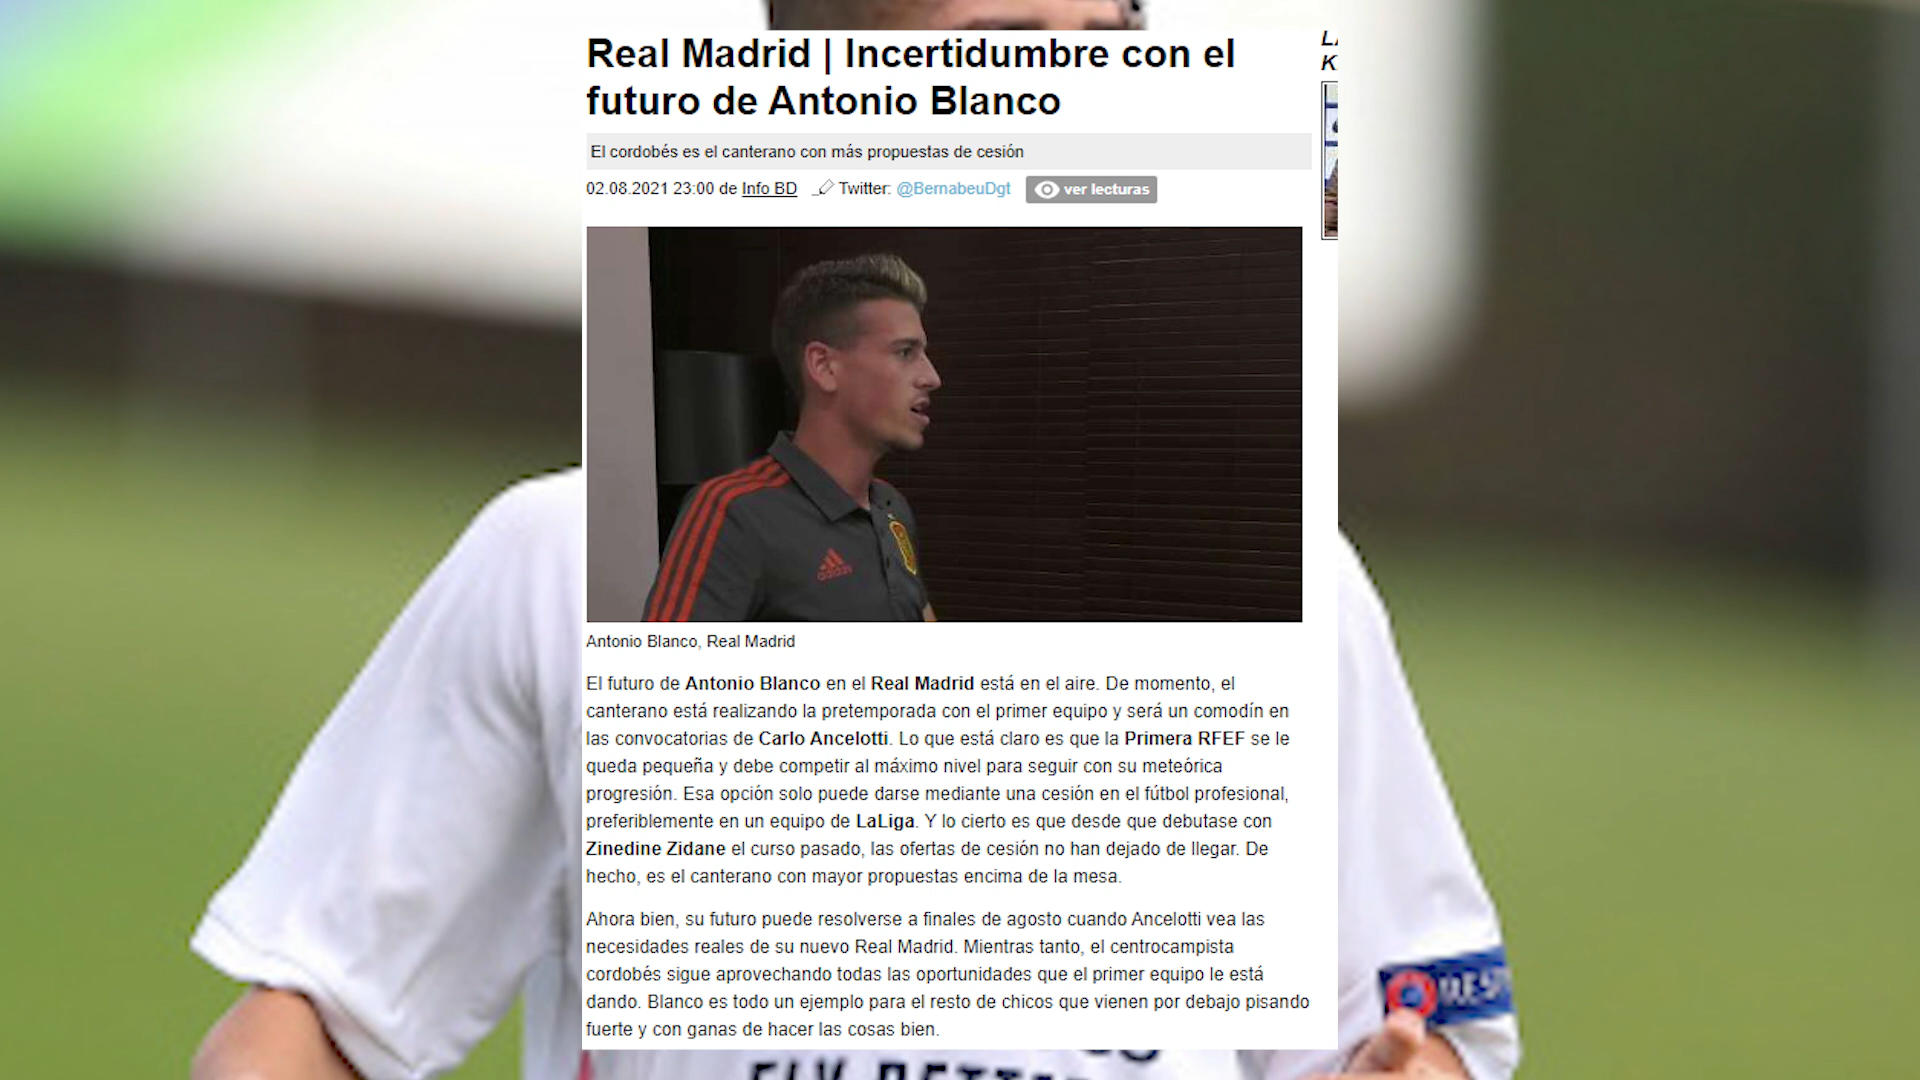 Real Madrid | Incertidumbre con el
futuro de Antonio Blanco
El cordobés es el canterano con más propuestas de cesión
02.08.2021 23:00 de Info BD Twitter: @BernabeuDgt ver lecturas
adidas
Antonio Blanco, Real Madrid
El futuro de Antonio Blanco en el Real Madrid está en el aire. De momento, el
canterano está realizando la pretemporada con el primer equipo y será un comodín en
las convocatorias de Carlo Ancelotti. Lo que está claro es que la Primera RFEF se le
queda pequeña y debe competir al máximo nivel para seguir con su meteórica
progresión. Esa opción solo puede darse mediante una cesión en el fútbol profesional,
preferiblemente en un equipo de LaLiga. Y lo cierto es que desde que debutase con
Zinedine Zidane el curso pasado, las ofertas de cesión no han dejado de llegar. De
hecho, es el canterano con mayor propuestas encima de la mesa.
Ahora bien, su futuro puede resolverse a finales de agosto cuando Ancelotti vea las
necesidades reales de su nuevo Real Madrid. Mientras tanto, el centrocampista
cordobés sigue aprovechando todas las oportunidades que el primer equipo le está
dando. Blanco es todo un ejemplo para el resto de chicos que vienen por debajo pisando
fuerte y con ganas de hacer las cosas bien.